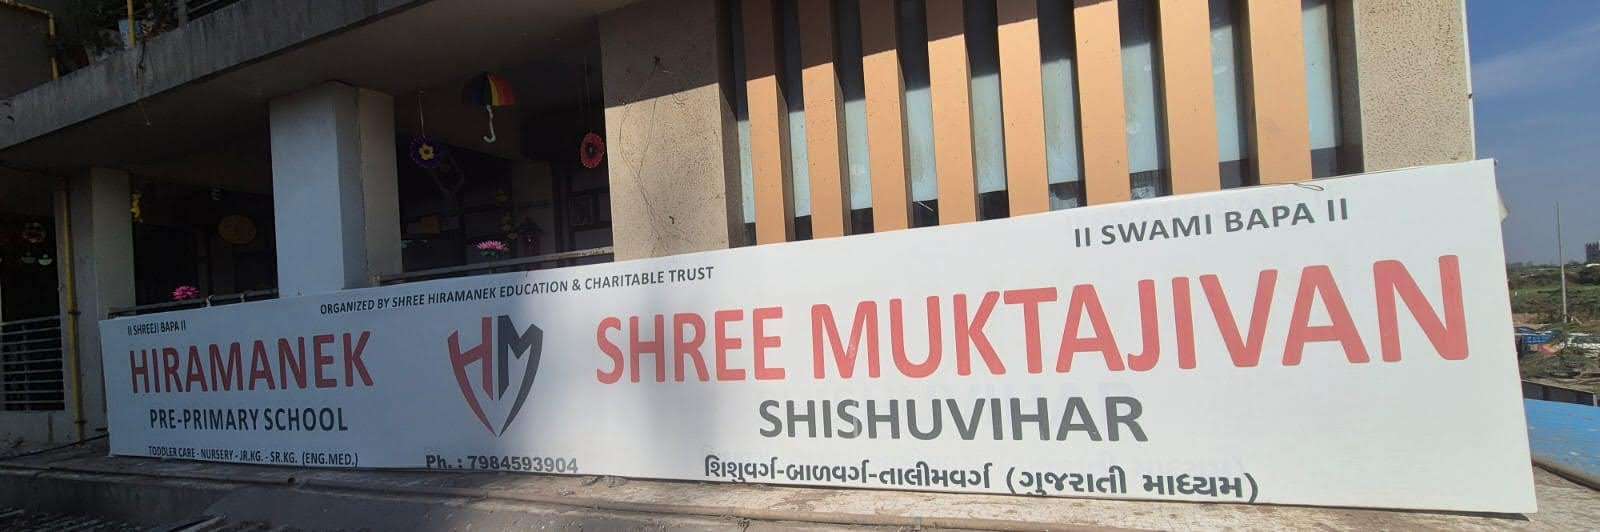 ORGANIZED BY SHREE HIRAMANEK EDUCATION & CHARITABLE TRUST
II SHREEJI BAPA II
HIRAMANEK
PRE-PRIMARY SCHOOL
TODDLER CARE - NURSERY - JR.KG. - SR.KG. (ENG.MED.)
HM
Ph. : 7984593904
II SWAMI BAPA II
SHREE MUKTAJIVAN
SHISHUVIHAR
શિશુવર્ગ-બાળવર્ગ-તાલીમવર્ગ (ગુજરાતી માધ્યમ)